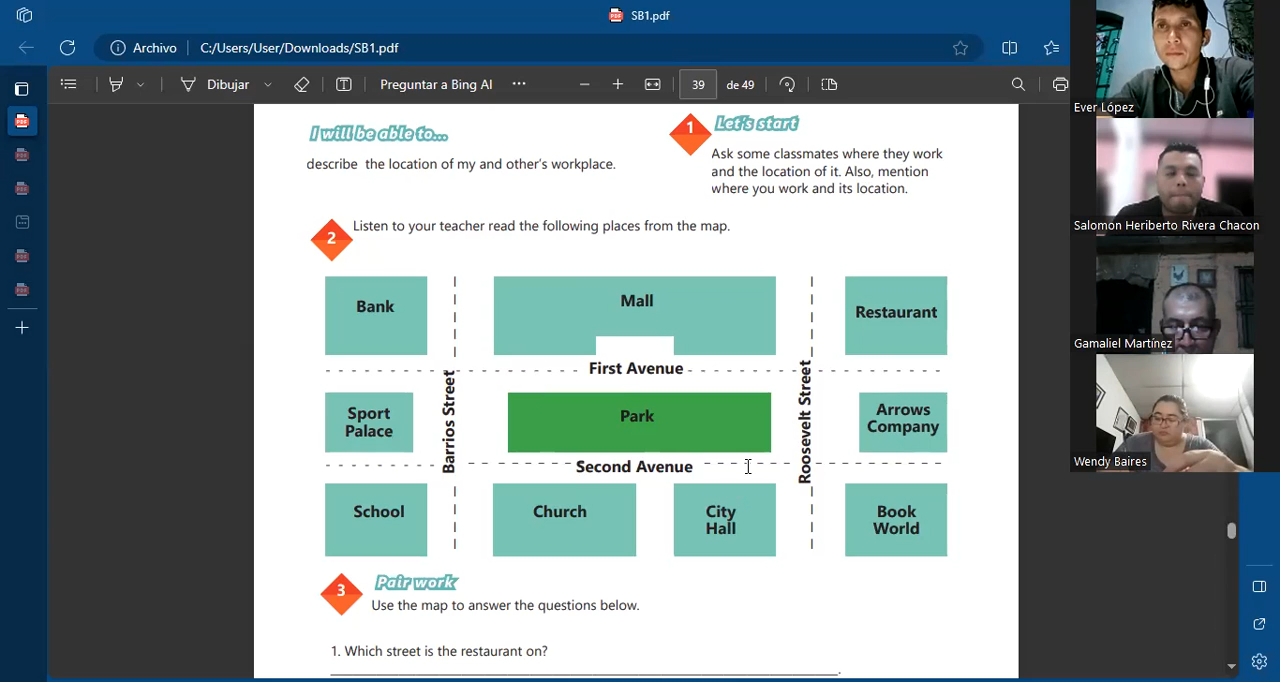 SB1.pdf
Archivo
C:/Users/User/Downloads/SB1.pdf
Dibujar
Preguntar a Bing AI
39
de 49
I will be able to...
describe the location of my and other's workplace.
1
Let's start
Ask some classmates where they work
and the location of it. Also, mention
where you work and its location.
2
Listen to your teacher read the following places from the map.
Bank
Mall
Restaurant
First Avenue
Barrios Street
Roosevelt Street
Sport
Palace
Park
Arrows
Company
Second Avenue
School
Church
City
Hall
Book
World
3
Pair work
Use the map to answer the questions below.
1. Which street is the restaurant on?
Ever López
Salomon Heriberto Rivera Chacon
Gamaliel Martínez
Wendy Baires